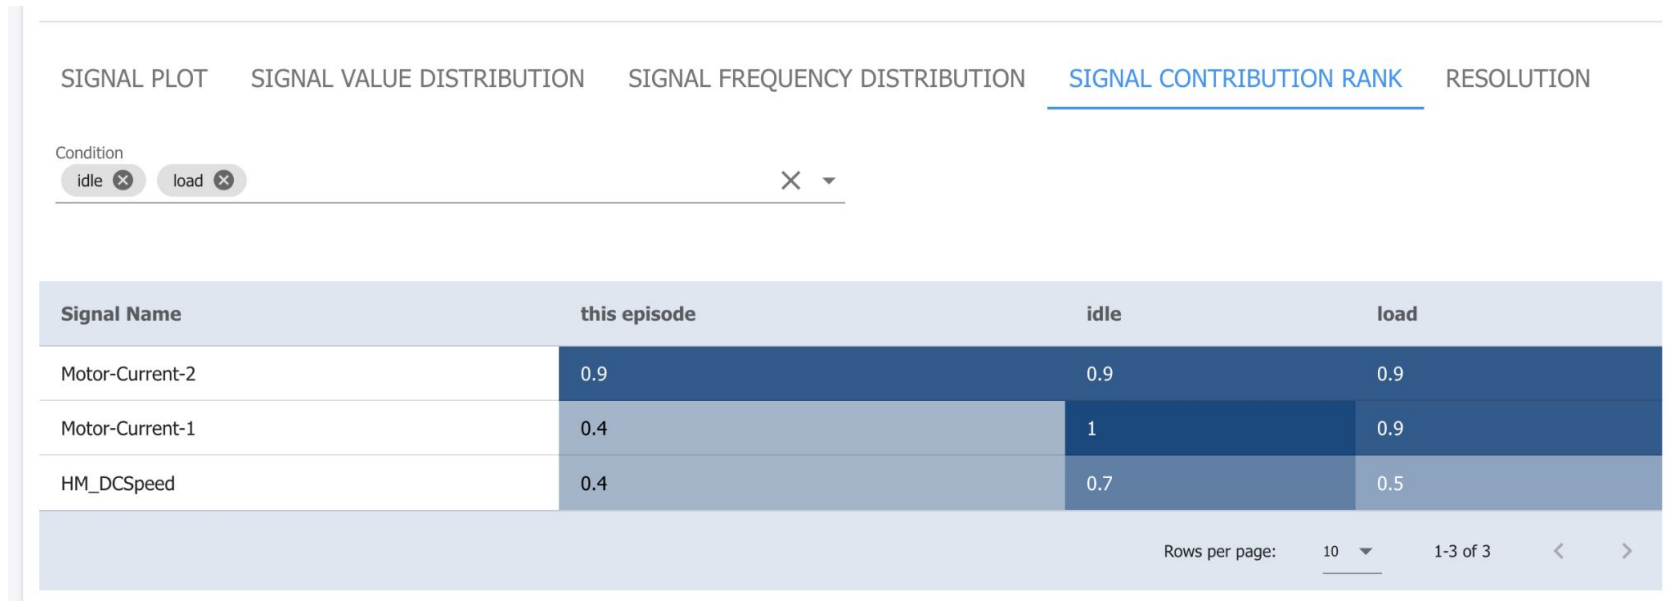 SIGNAL PLOT SIGNAL VALUE DISTRIBUTION SIGNAL FREQUENCY DISTRIBUTION SIGNAL CONTRIBUTION RANK RESOLUTION
Condition
idle load
Signal Name this episode idle load
Motor-Current-2 0.9 0.9 0.9
Motor-Current-1 0.4 1 0.9
HM_DCSpeed 0.4 0.7 0.5
Rows per page: 10 1-3 of 3